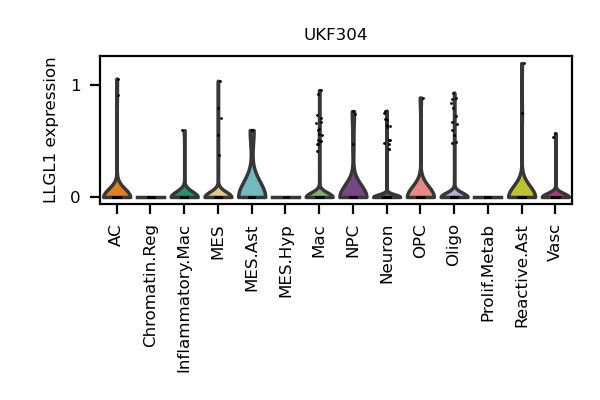 UKF304
LLGL1 expression
1
0
AC
Chromatin.Reg
Inflammatory.Mac
MES
MES.Ast
MES.Hyp
Mac
NPC
Neuron
OPC
Oligo
Prolif.Metab
Reactive.Ast
Vasc